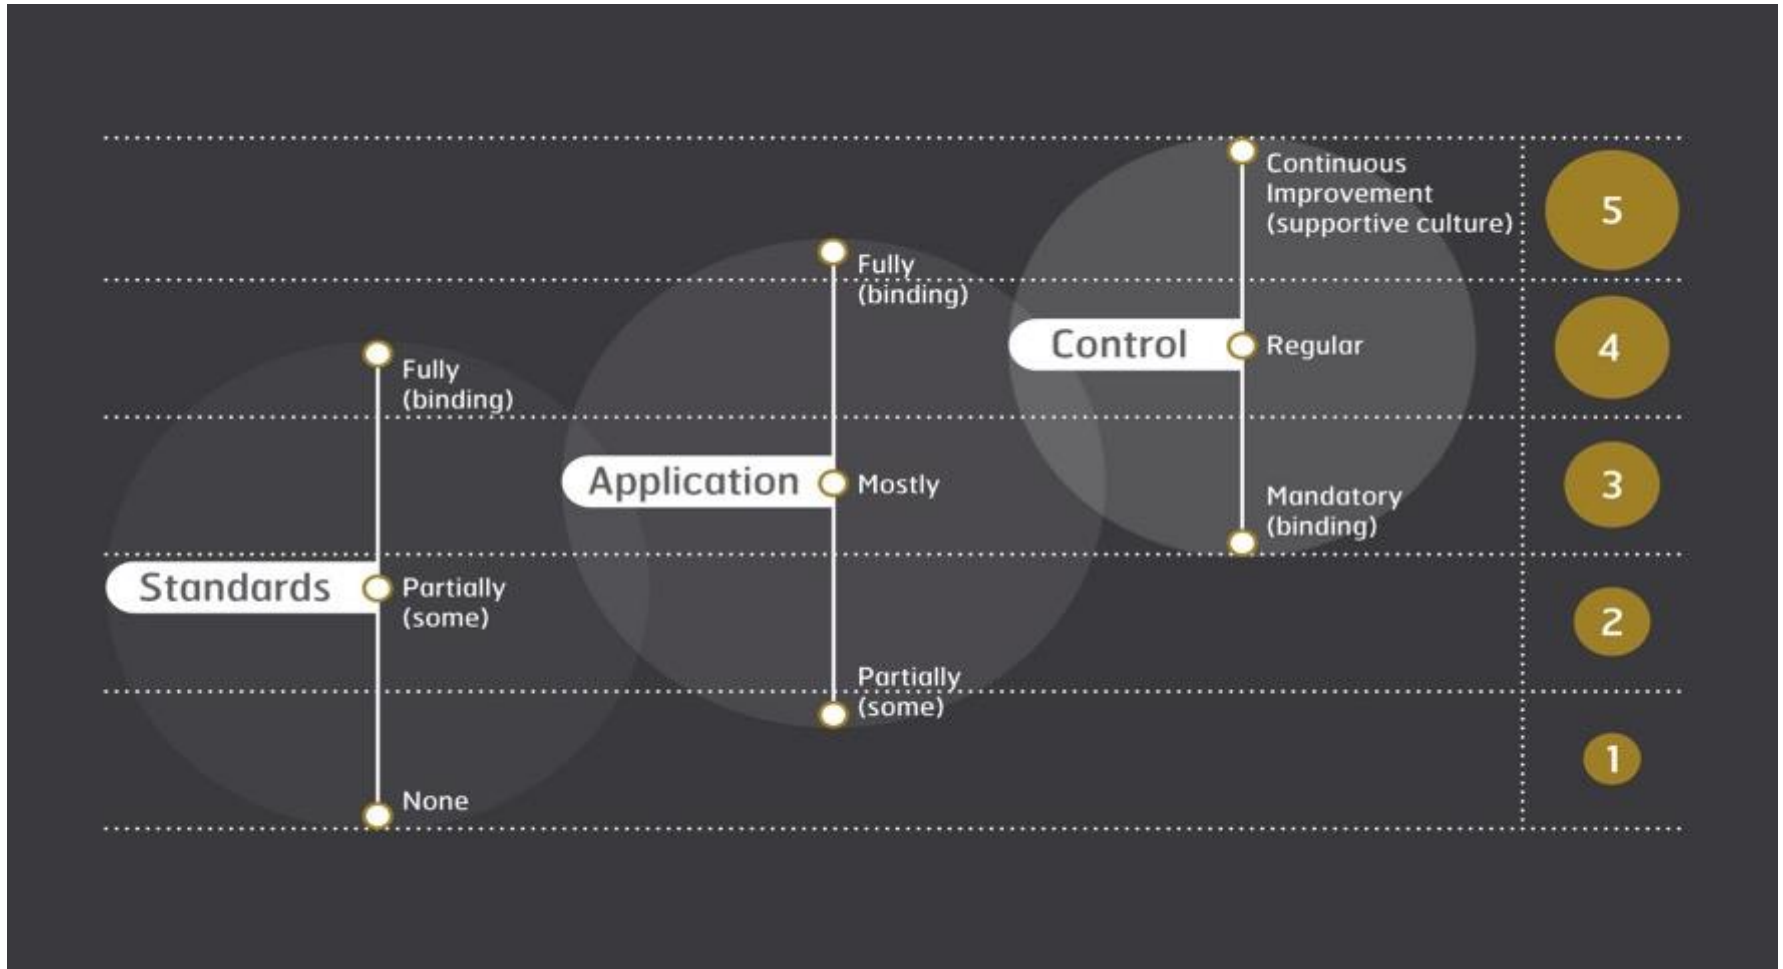 Standards
Fully
(binding)
Partially
(some)
None
Application
Fully
(binding)
Mostly
Partially
(some)
Control
Continuous
Improvement
(supportive culture)
Regular
Mandatory
(binding)
5
4
3
2
1